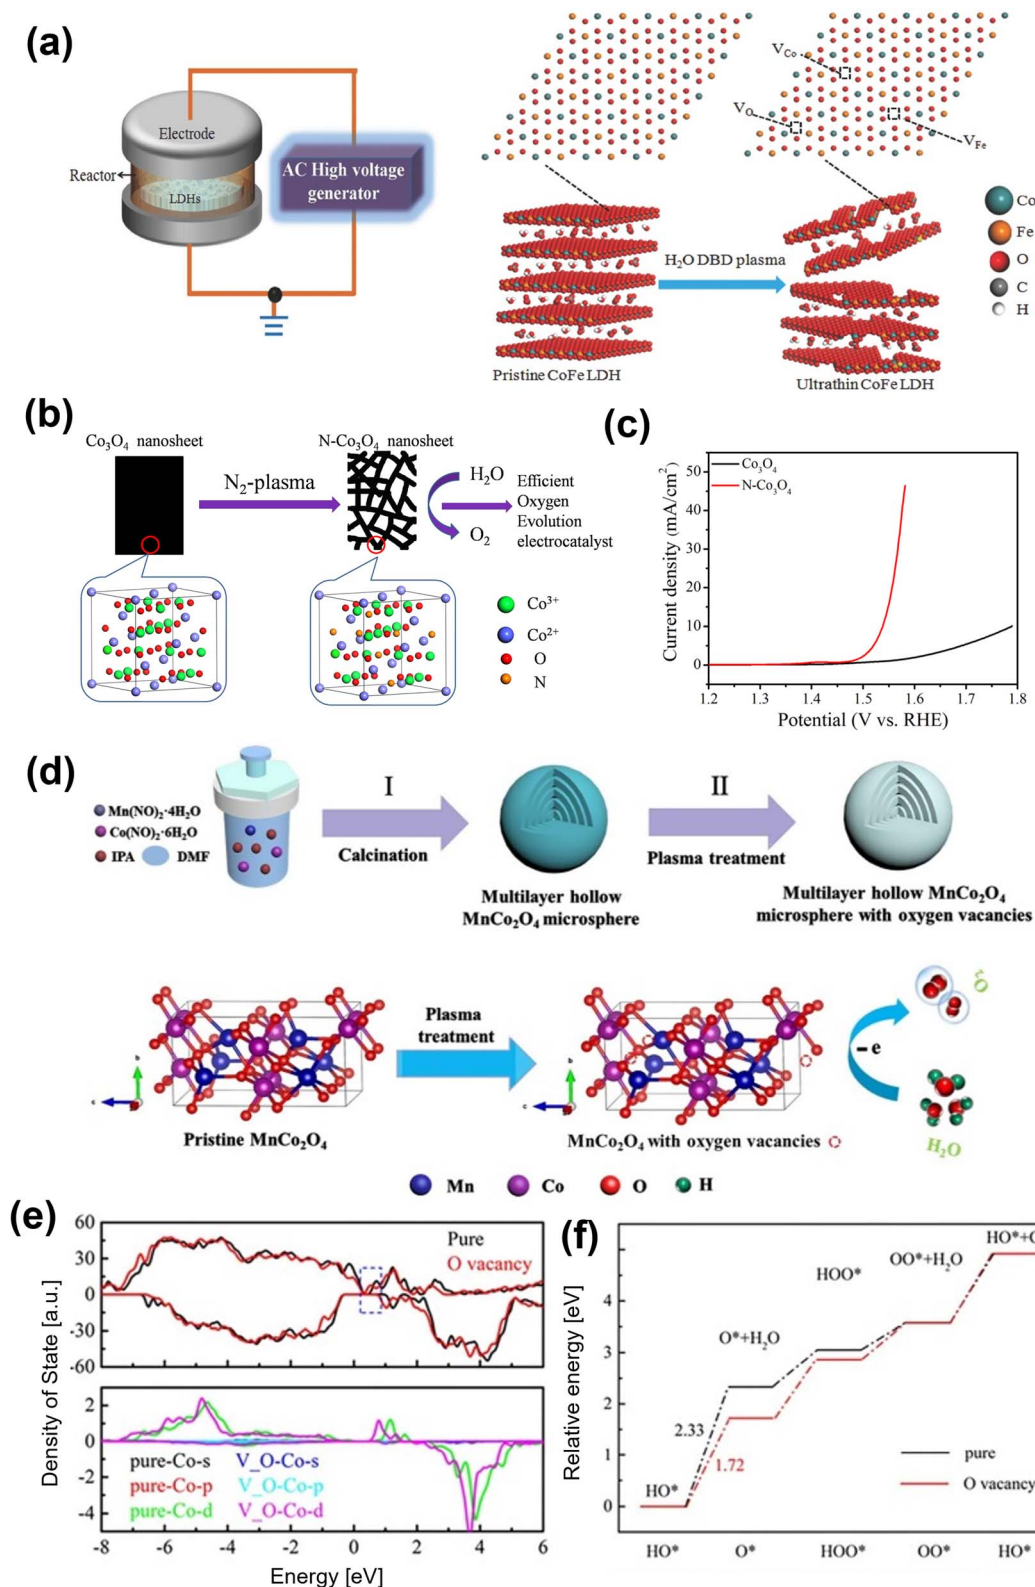 (a)
Electrode
Reactor
LDHs
AC High voltage
generator
V_Co
V_O
V_Fe
H₂O DBD plasma
Pristine CoFe LDH
Ultrathin CoFe LDH
Co
Fe
O
C
H
(b)
Co₃O₄ nanosheet
N₂-plasma
N-Co₃O₄ nanosheet
H₂O
O₂
Efficient
Oxygen
Evolution
electrocatalyst
Co³⁺
Co²⁺
O
N
(c)
Current density (mA/cm²)
50
40
30
20
10
0
Co₃O₄
N-Co₃O₄
1.2 1.3 1.4 1.5 1.6 1.7 1.8
Potential (V vs. RHE)
(d)
Mn(NO)₂·4H₂O
Co(NO)₂·6H₂O
IPA DMF
I
Calcination
Multilayer hollow
MnCo₂O₄ microsphere
II
Plasma treatment
Multilayer hollow MnCo₂O₄
microsphere with oxygen vacancies
b
c
Pristine MnCo₂O₄
Plasma
treatment
b
c
MnCo₂O₄ with oxygen vacancies
– e
H₂O
Mn Co O H
(e)
Density of State [a.u.]
60
30
0
-30
-60
Pure
O vacancy
2
0
-2
-4
pure-Co-s V_O-Co-s
pure-Co-p V_O-Co-p
pure-Co-d V_O-Co-d
-8 -6 -4 -2 0 2 4 6
Energy [eV]
(f)
Relative energy [eV]
5
4
3
2
1
0
HO*
O*+H₂O
HOO*
OO*+H₂O
2.33
1.72
pure
O vacancy
HO* O* HOO* OO* HO*